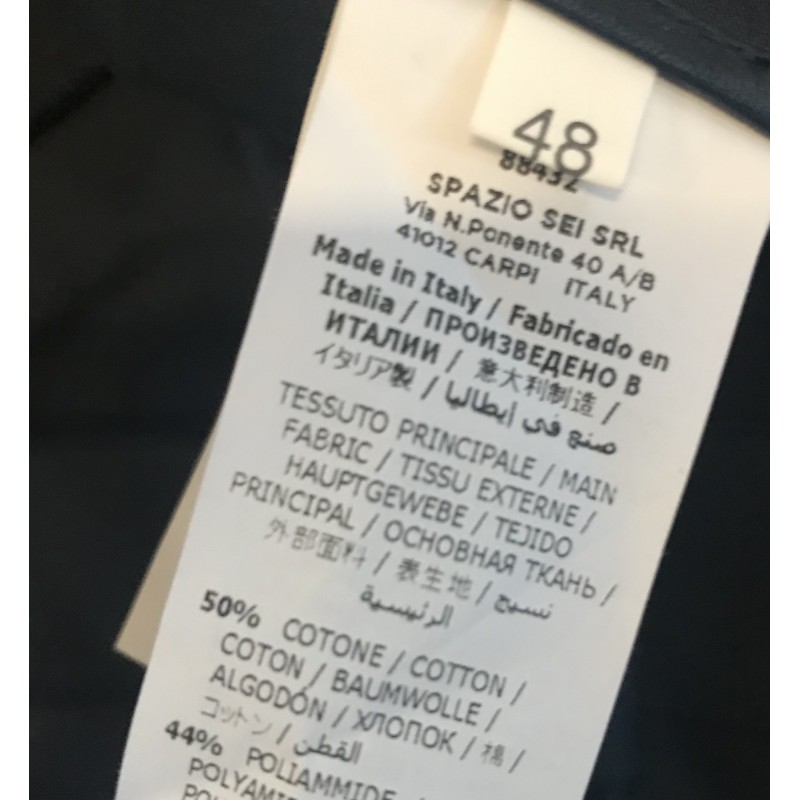 48
88432
SPAZIO SEI SRL
Via N.Ponente 40 A/B
41012 CARPI ITALY
Made in Italy / Fabricado en
Italia / ПРОИЗВЕДЕНО В
ИТАЛИИ / 意大利制造 /
イタリア製 / صنع في إيطاليا
TESSUTO PRINCIPALE / MAIN
FABRIC / TISSU EXTERNE /
HAUPTGEWEBE / TEJIDO
PRINCIPAL / ОСНОВНАЯ ТКАНЬ /
外部面料 / 表生地 / نسيج
الرئيسية
50% COTONE / COTTON /
COTON / BAUMWOLLE /
ALGODÓN / ХЛОПОК / 棉 /
コットン / القطن
44% POLIAMMIDE
POLYAMIDE